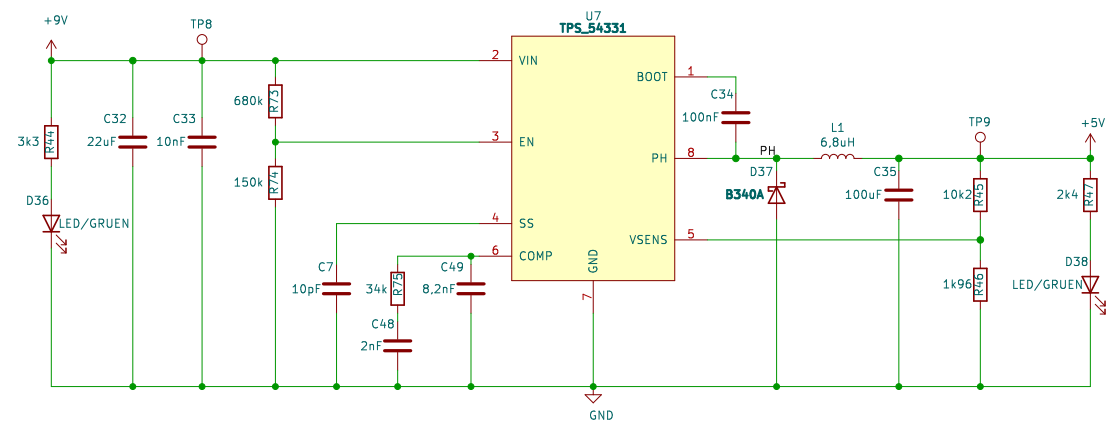 U7
TPS_54331
+9V
TP8
2
VIN
BOOT
1
680k
R73
C34
100nF
C32
22uF
C33
10nF
3k3
R44
3
EN
L1
6,8uH
TP9
+5V
PH
8
PH
150k
R74
D37
B340A
C35
100uF
10k2
R45
2k4
R47
D36
LED/GRUEN
4
SS
VSENS
5
6
COMP
GND
7
C7
10pF
34k
R75
C49
8,2nF
D38
LED/GRUEN
1k96
R46
C48
2nF
GND